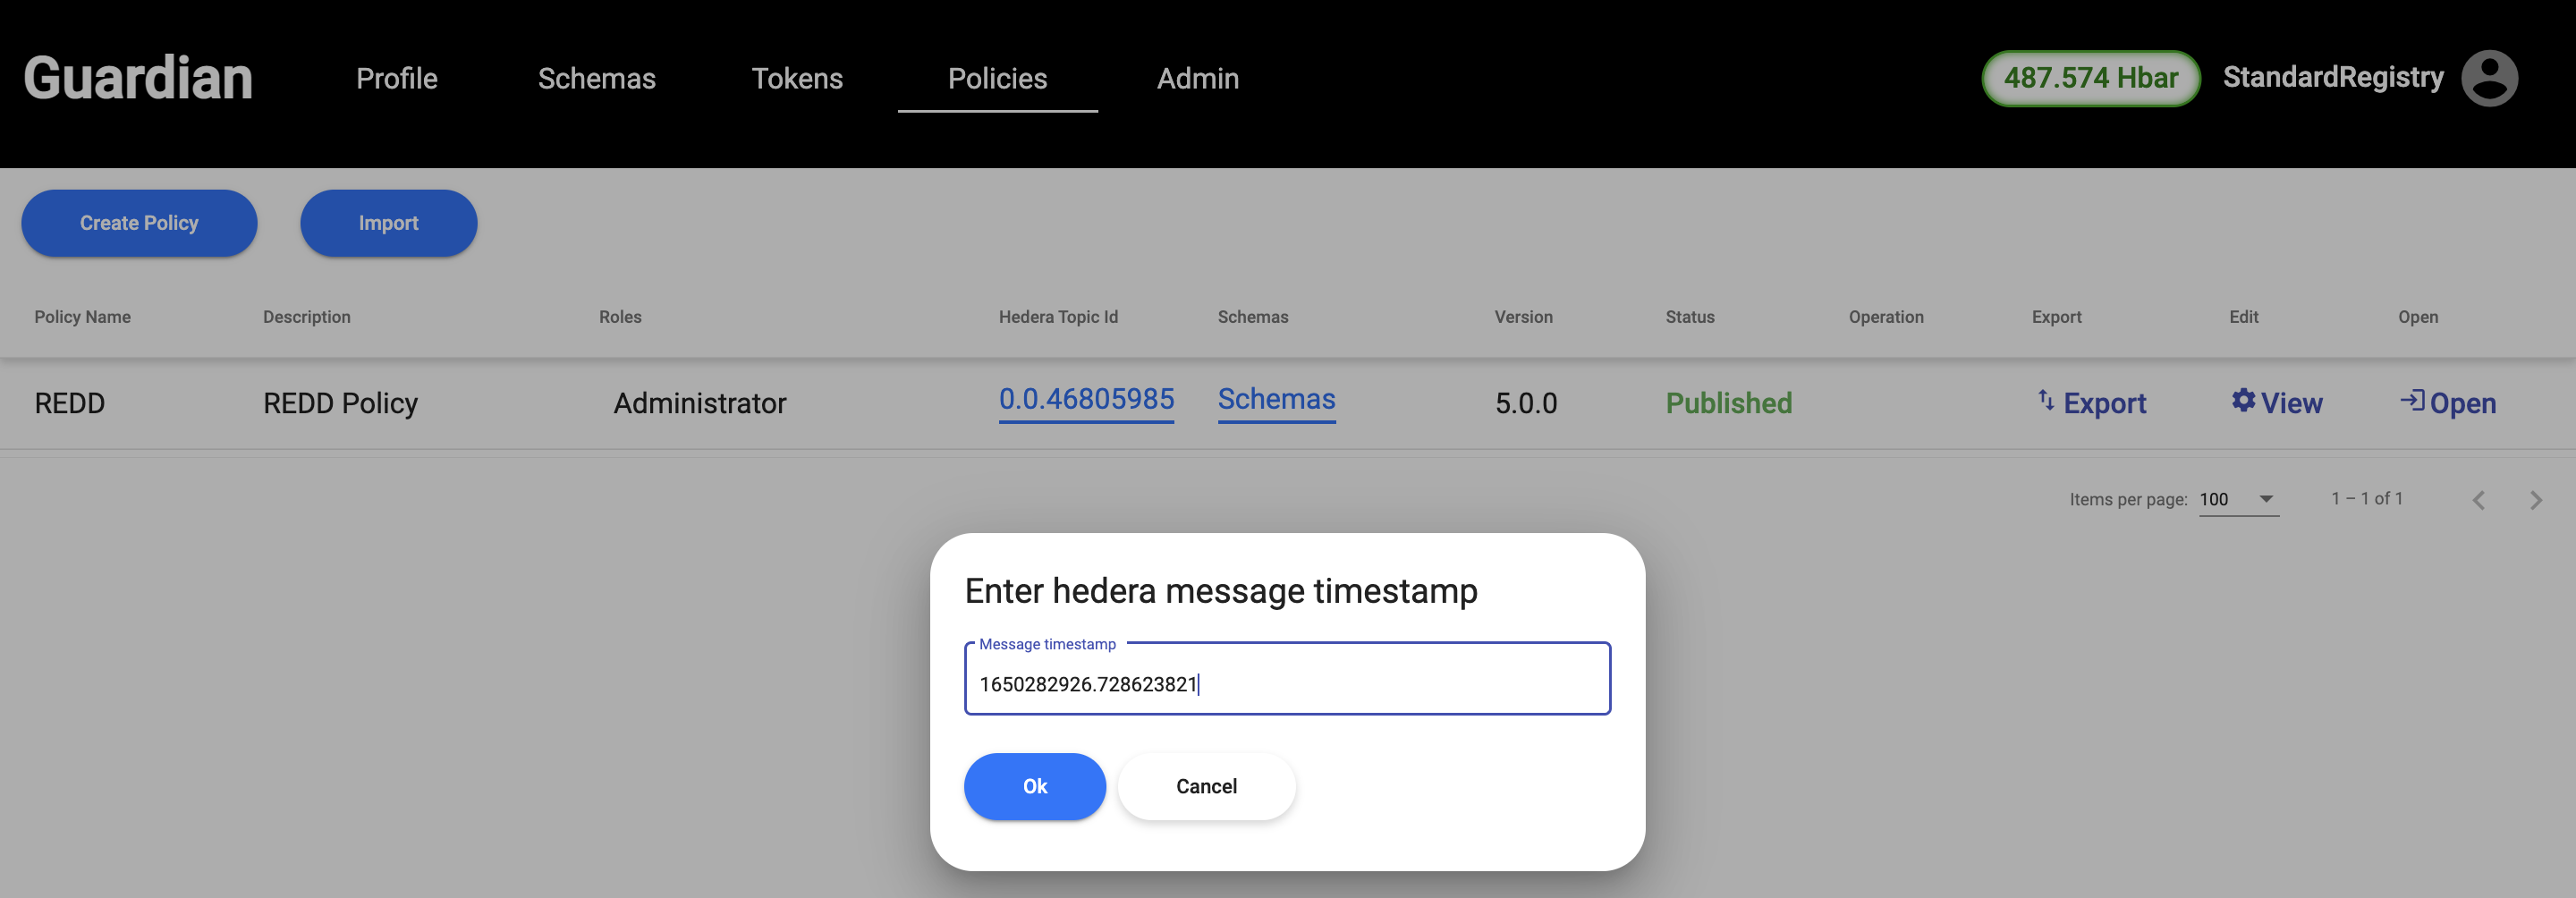 Guardian Profile Schemas Tokens Policies Admin 487.574 Hbar StandardRegistry
Create Policy Import
Policy Name Description Roles Hedera Topic Id Schemas Version Status Operation Export Edit Open
REDD REDD Policy Administrator 0.0.46805985 Schemas 5.0.0 Published Export View Open
Items per page: 100 1 – 1 of 1
Enter hedera message timestamp
Message timestamp
1650282926.728623821
Ok Cancel